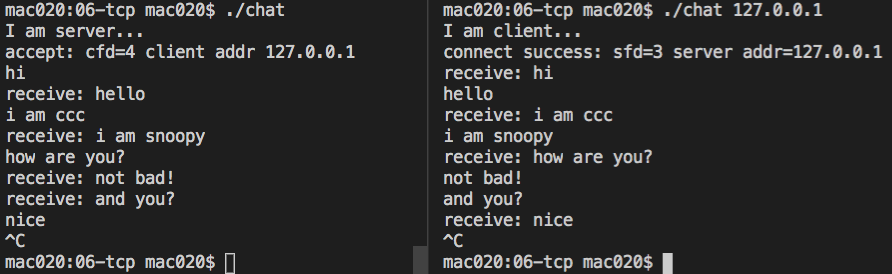 mac020:06-tcp mac020$ ./chat
I am server...
accept: cfd=4 client addr 127.0.0.1
hi
receive: hello
i am ccc
receive: i am snoopy
how are you?
receive: not bad!
receive: and you?
nice
^C
mac020:06-tcp mac020$
mac020:06-tcp mac020$ ./chat 127.0.0.1
I am client...
connect success: sfd=3 server addr=127.0.0.1
receive: hi
hello
receive: i am ccc
i am snoopy
receive: how are you?
not bad!
and you?
receive: nice
^C
mac020:06-tcp mac020$